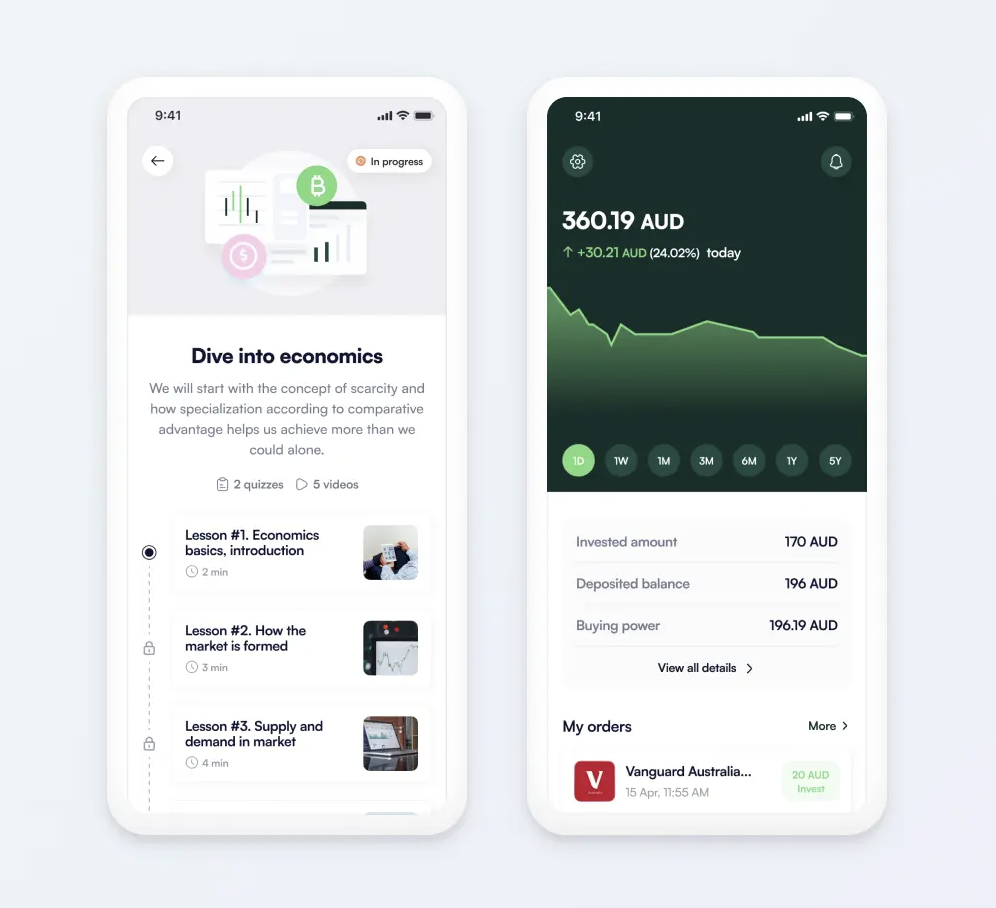 9:41
In progress
Dive into economics
We will start with the concept of scarcity and
how specialization according to comparative
advantage helps us achieve more than we
could alone.
2 quizzes 5 videos
Lesson #1. Economics
basics, introduction
2 min
Lesson #2. How the
market is formed
3 min
Lesson #3. Supply and
demand in market
4 min
9:41
360.19 AUD
+30.21 AUD (24.02%) today
1D 1W 1M 3M 6M 1Y 5Y
Invested amount 170 AUD
Deposited balance 196 AUD
Buying power 196.19 AUD
View all details
My orders More
V
Vanguard Australia...
15 Apr, 11:55 AM
20 AUD
Invest